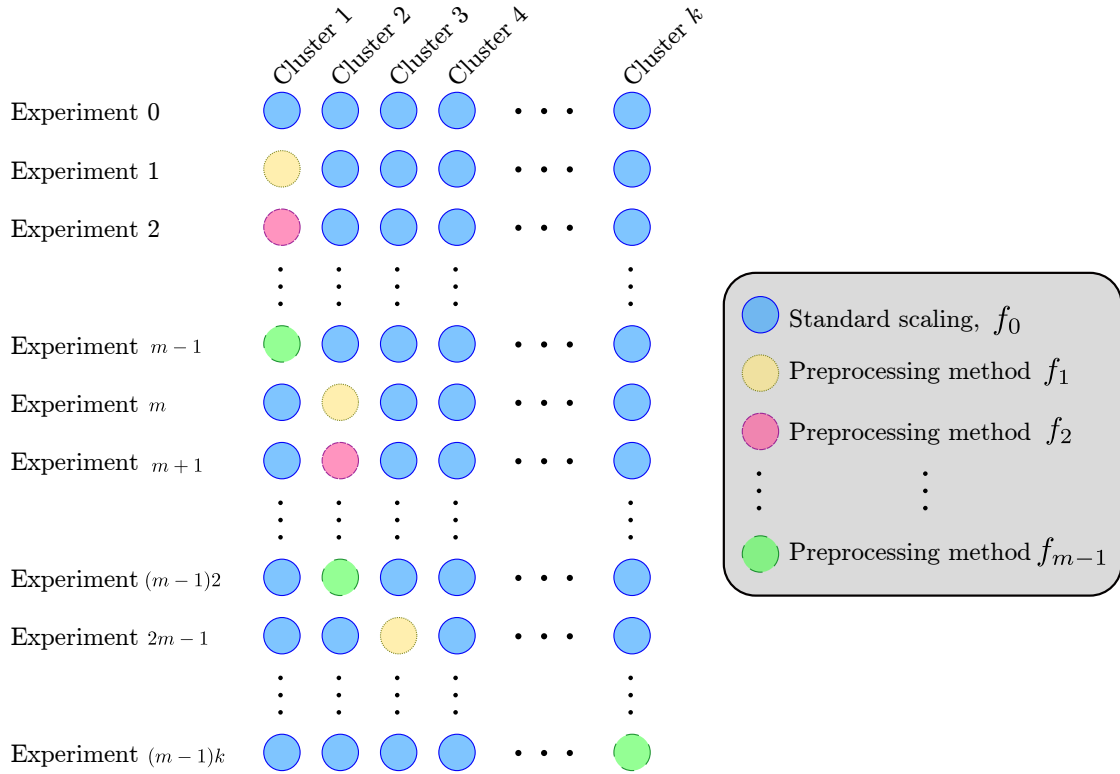 Cluster 1
Cluster 2
Cluster 3
Cluster 4
Cluster k
Experiment 0
Experiment 1
Experiment 2
Experiment m − 1
Experiment m
Experiment m + 1
Experiment (m − 1)2
Experiment 2m − 1
Experiment (m − 1)k
Standard scaling, f₀
Preprocessing method f₁
Preprocessing method f₂
Preprocessing method fₘ₋₁